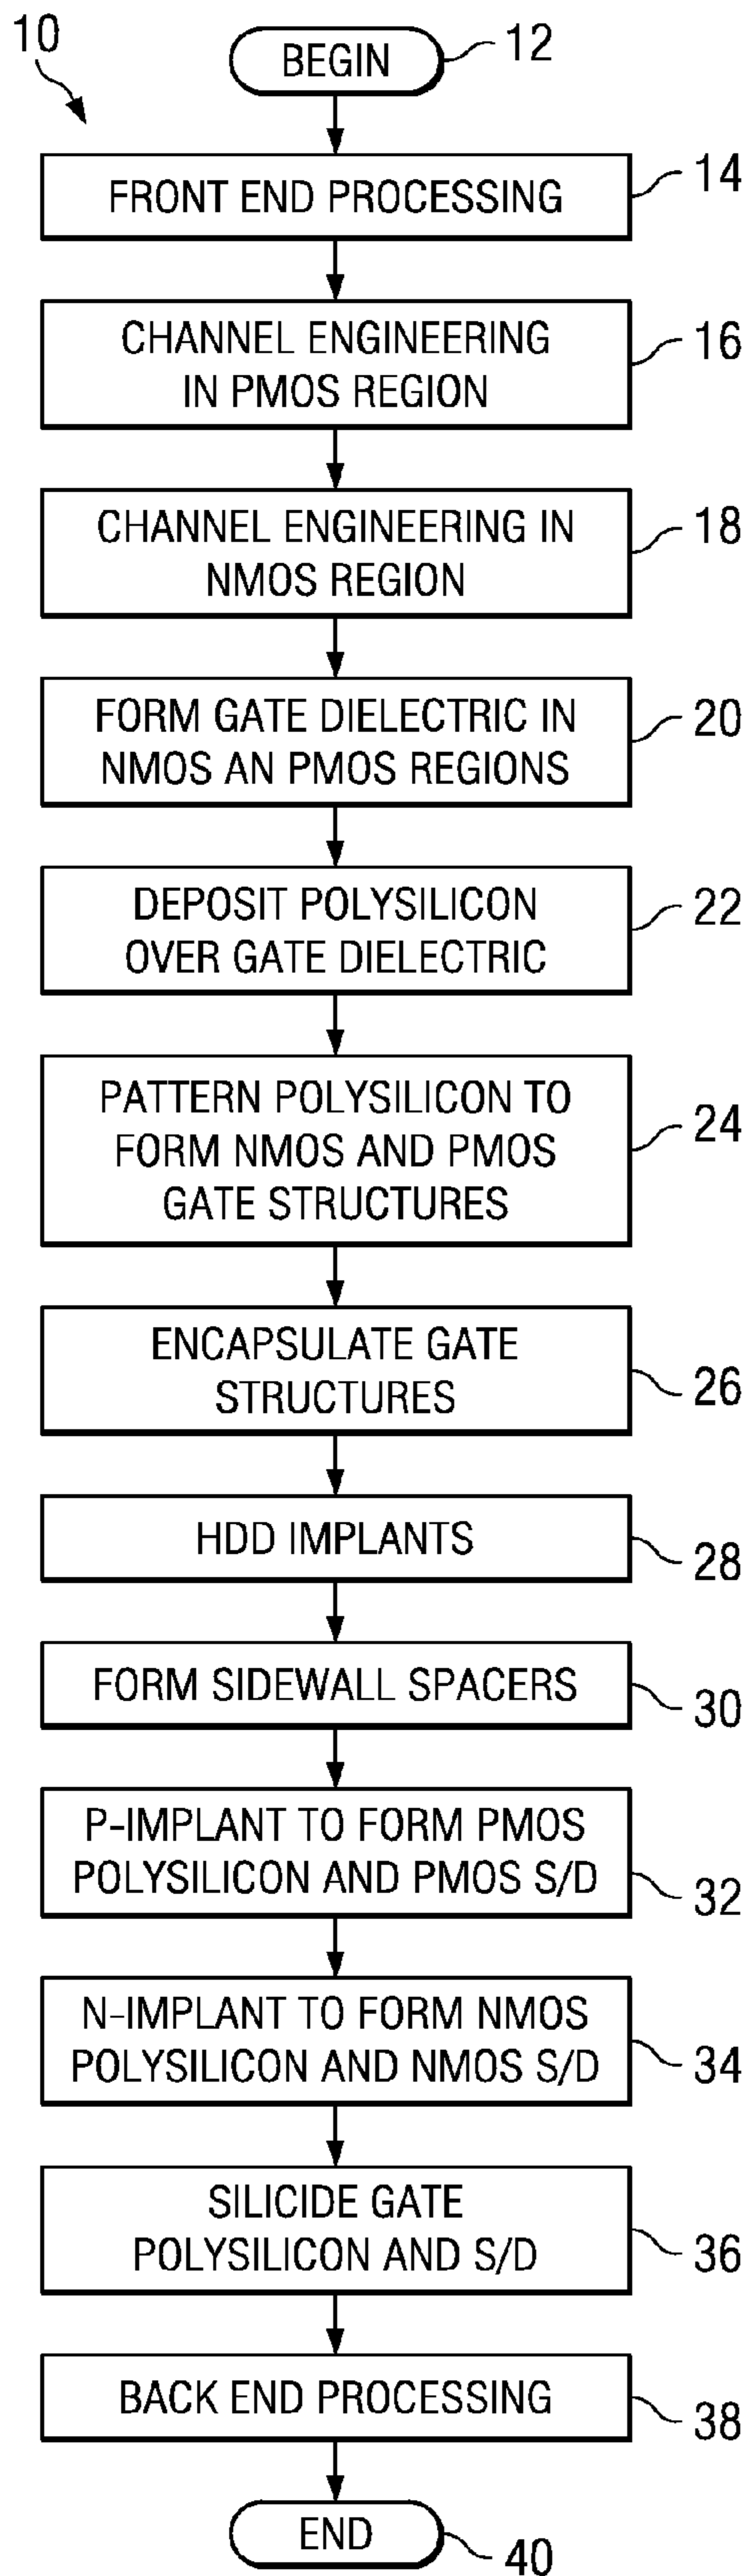 10
BEGIN
12
FRONT END PROCESSING
14
CHANNEL ENGINEERING
IN PMOS REGION
16
CHANNEL ENGINEERING IN
NMOS REGION
18
FORM GATE DIELECTRIC IN
NMOS AN PMOS REGIONS
20
DEPOSIT POLYSILICON
OVER GATE DIELECTRIC
22
PATTERN POLYSILICON TO
FORM NMOS AND PMOS
GATE STRUCTURES
24
ENCAPSULATE GATE
STRUCTURES
26
HDD IMPLANTS
28
FORM SIDEWALL SPACERS
30
P-IMPLANT TO FORM PMOS
POLYSILICON AND PMOS S/D
32
N-IMPLANT TO FORM NMOS
POLYSILICON AND NMOS S/D
34
SILICIDE GATE
POLYSILICON AND S/D
36
BACK END PROCESSING
38
END
40